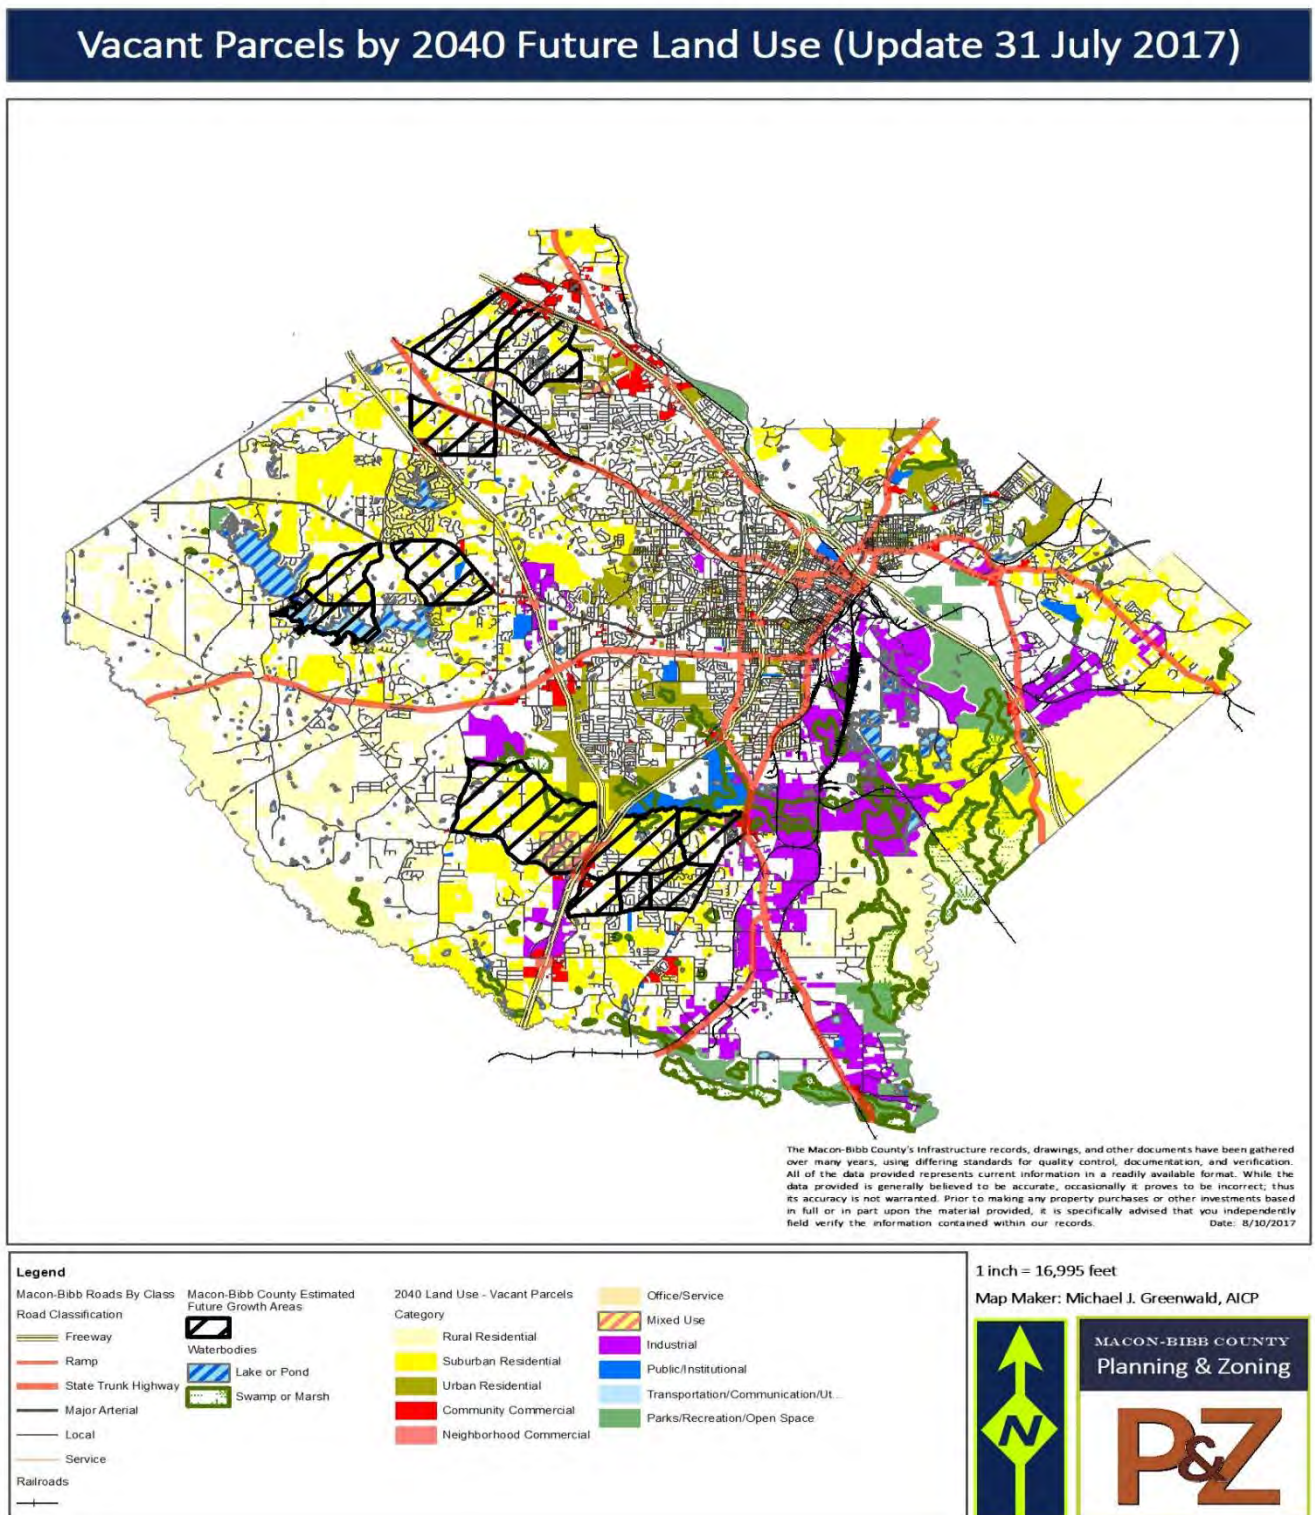 Vacant Parcels by 2040 Future Land Use (Update 31 July 2017)
The Macon-Bibb County's Infrastructure records, drawings, and other documents have been gathered
over many years, using differing standards for quality control, documentation, and verification.
All of the data provided represents current information in a readily available format. While the
data provided is generally believed to be accurate, occasionally it proves to be incorrect; thus
its accuracy is not warranted. Prior to making any property purchases or other investments based
in full or in part upon the material provided, it is specifically advised that you independently
field verify the information contained within our records. Date: 8/10/2017
Legend
Macon-Bibb Roads By Class
Road Classification
Freeway
Ramp
State Trunk Highway
Major Arterial
Local
Service
Railroads
Macon-Bibb County Estimated
Future Growth Areas
Waterbodies
Lake or Pond
Swamp or Marsh
2040 Land Use - Vacant Parcels
Category
Rural Residential
Suburban Residential
Urban Residential
Community Commercial
Neighborhood Commercial
Office/Service
Mixed Use
Industrial
Public/Institutional
Transportation/Communication/Ut...
Parks/Recreation/Open Space
1 inch = 16,995 feet
Map Maker: Michael J. Greenwald, AICP
N
MACON-BIBB COUNTY
Planning & Zoning
P&Z